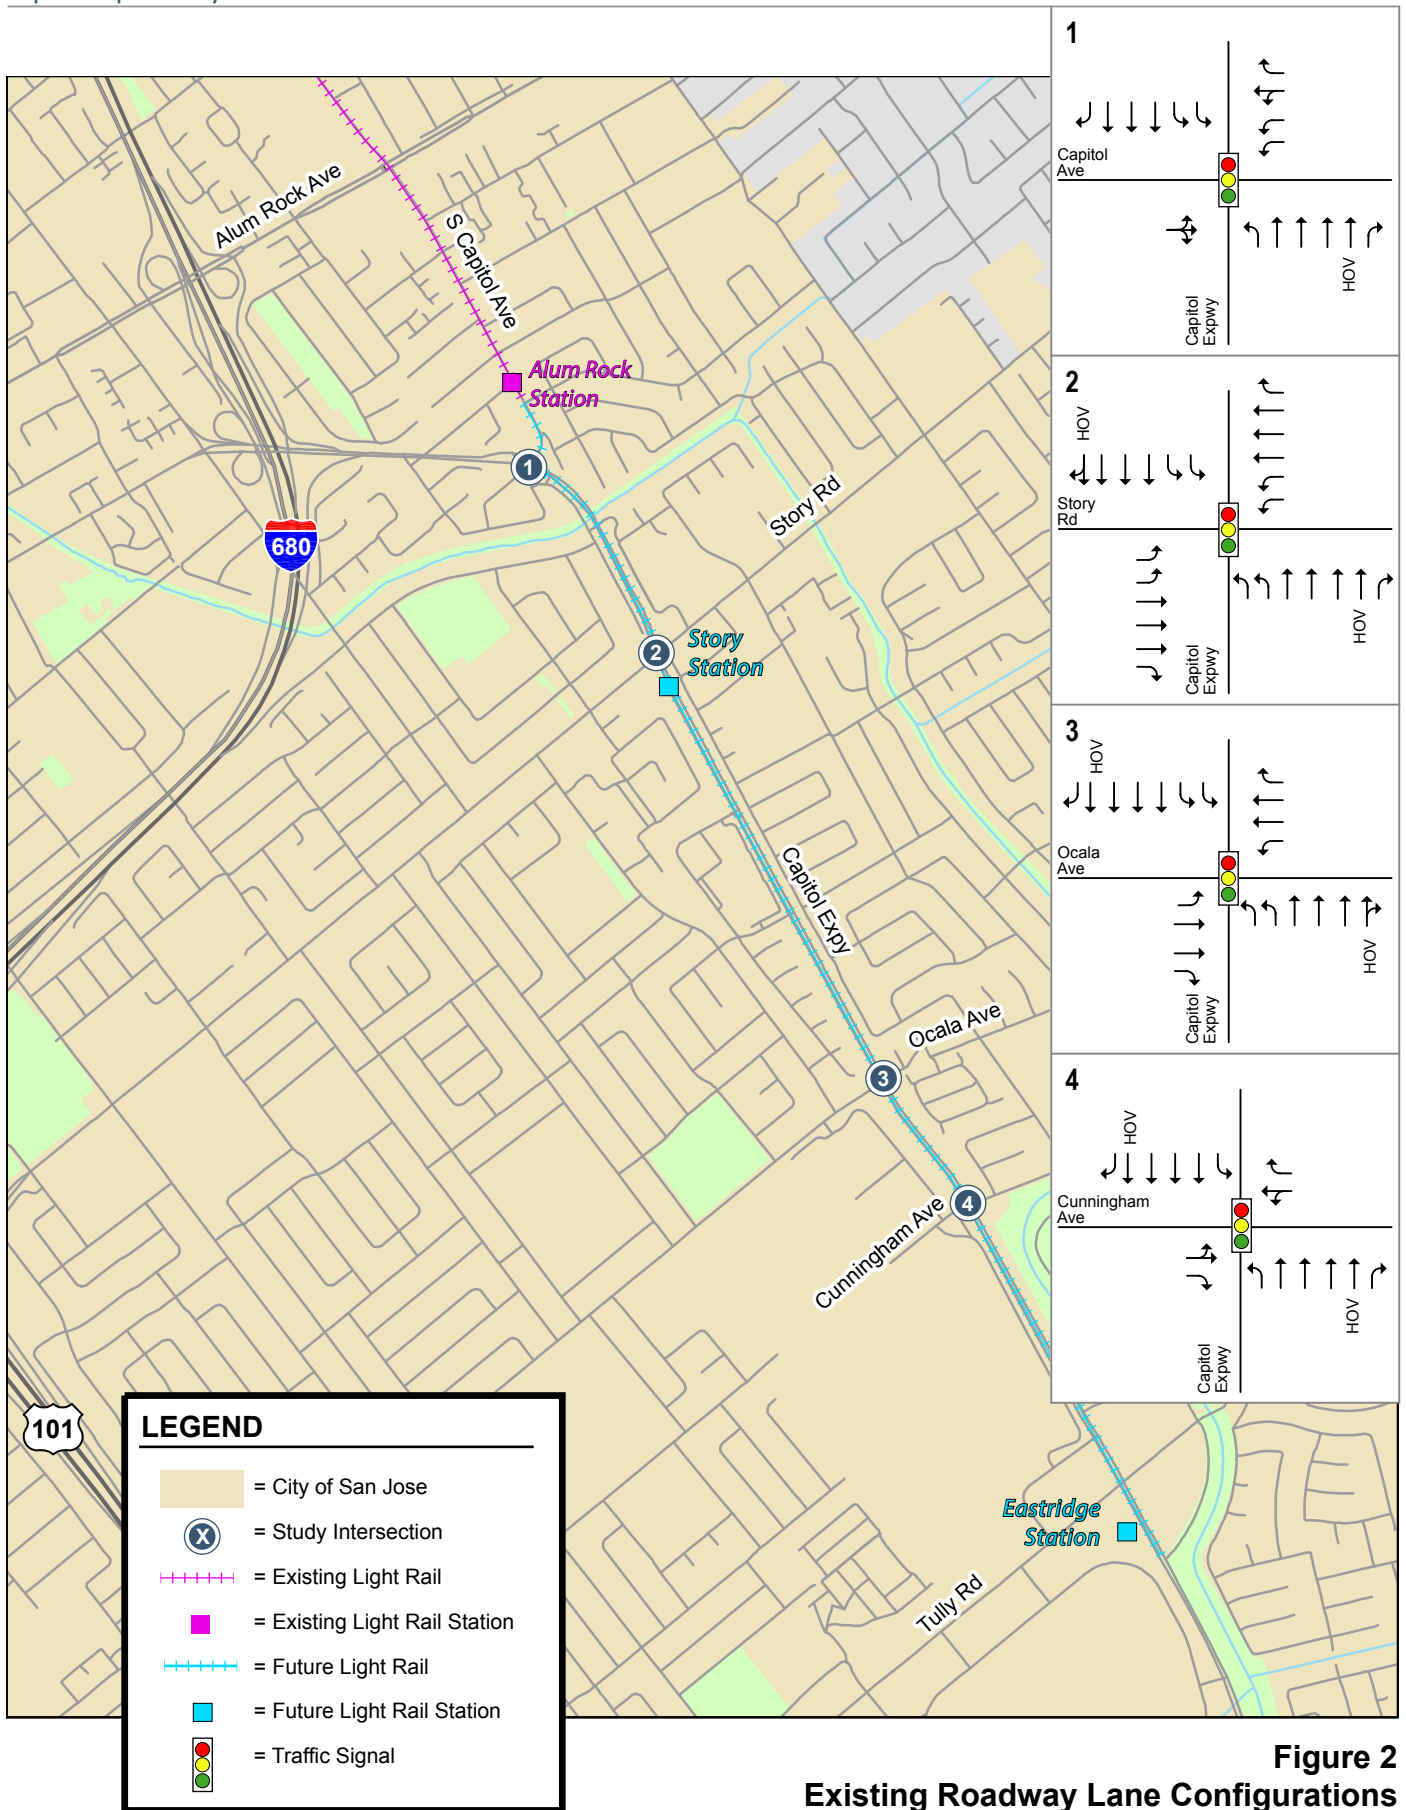 Alum Rock Ave
S Capitol Ave
Alum Rock
Station
1
680
Story Rd
2
Story
Station
Capitol Expy
Ocala Ave
3
4
Cunningham Ave
101
Eastridge
Station
Tully Rd
1
Capitol
Ave
HOV
Capitol
Expwy
2
HOV
Story
Rd
HOV
Capitol
Expwy
3
HOV
Ocala
Ave
HOV
Capitol
Expwy
4
HOV
Cunningham
Ave
HOV
Capitol
Expwy
LEGEND
= City of San Jose
X
= Study Intersection
= Existing Light Rail
= Existing Light Rail Station
= Future Light Rail
= Future Light Rail Station
= Traffic Signal
Figure 2
Existing Roadway Lane Configurations